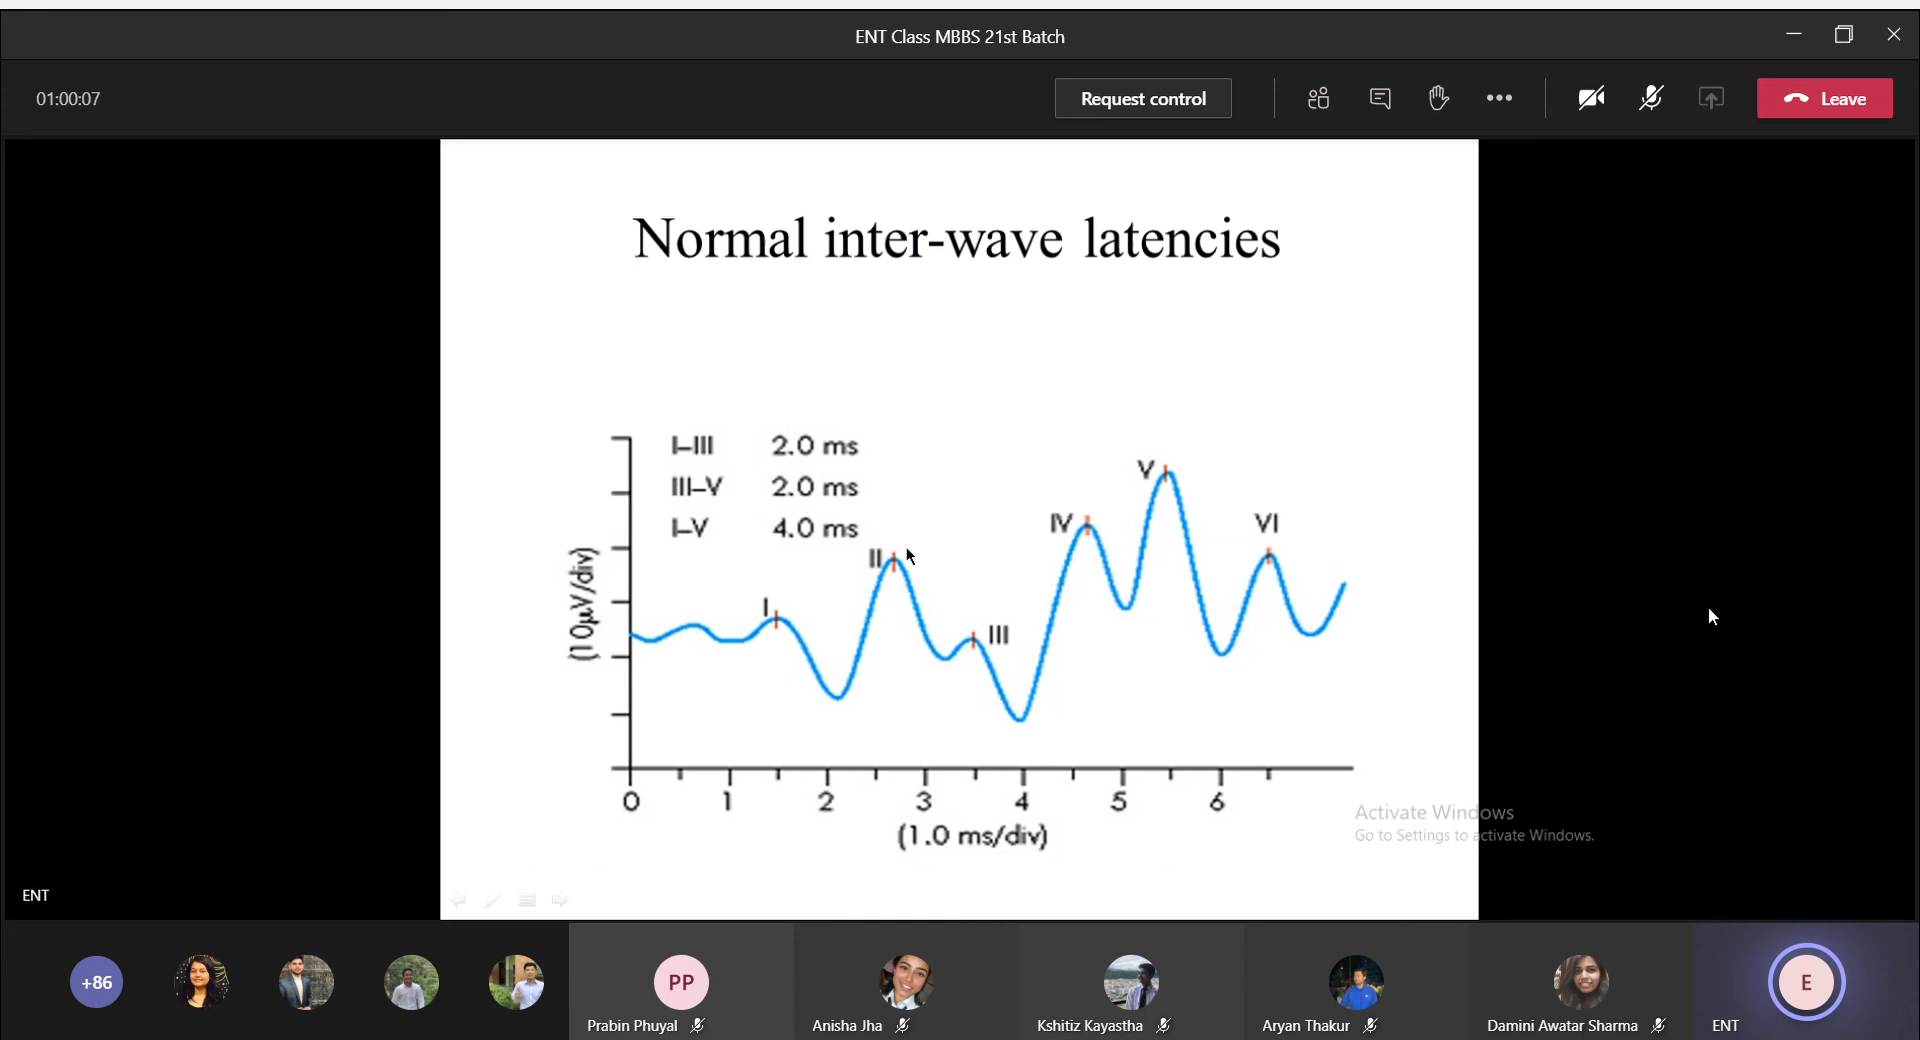 ENT Class MBBS 21st Batch
01:00:07
Request control
Leave
Normal inter-wave latencies
I–III 2.0 ms
III–V 2.0 ms
I–V 4.0 ms
I
II
III
IV
V
VI
(10μV/div)
0 1 2 3 4 5 6
(1.0 ms/div)
Activate Windows
Go to Settings to activate Windows.
ENT
+86
PP
Prabin Phuyal
Anisha Jha
Kshitiz Kayastha
Aryan Thakur
Damini Awatar Sharma
E
ENT